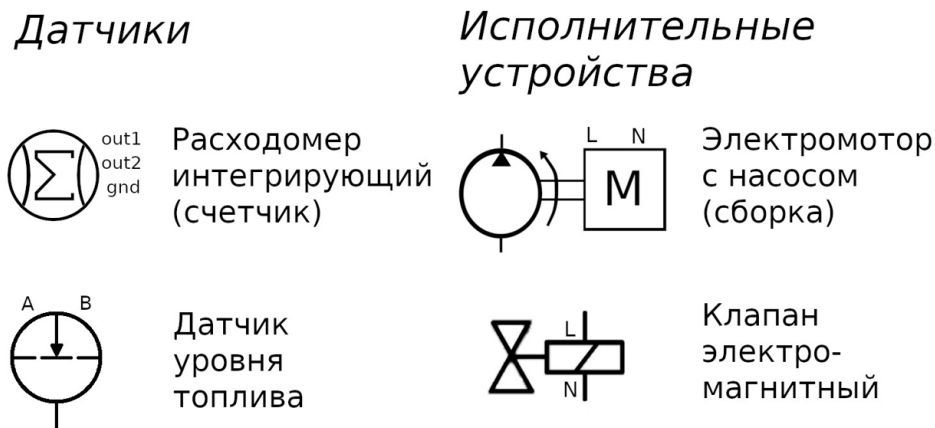 Датчики
Исполнительные
устройства
out1
out2
gnd
Расходомер
интегрирующий
(счетчик)
L N
M
Электромотор
с насосом
(сборка)
A B
Датчик
уровня
топлива
L
N
Клапан
электро-
магнитный